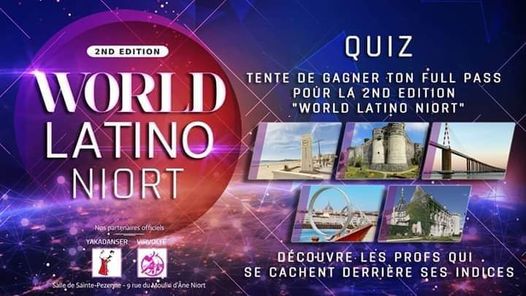 2ND EDITION
WORLD
LATINO
NIORT
Nos partenaires officiels
YAKADANSER VIRVOLTE
Salle de Sainte-Pezenne - 9 rue du Moulin d'Âne Niort
QUIZ
TENTE DE GAGNER TON FULL PASS
POUR LA 2ND EDITION
"WORLD LATINO NIORT"
DÉCOUVRE LES PROFS QUI
SE CACHENT DERRIÈRE SES INDICES